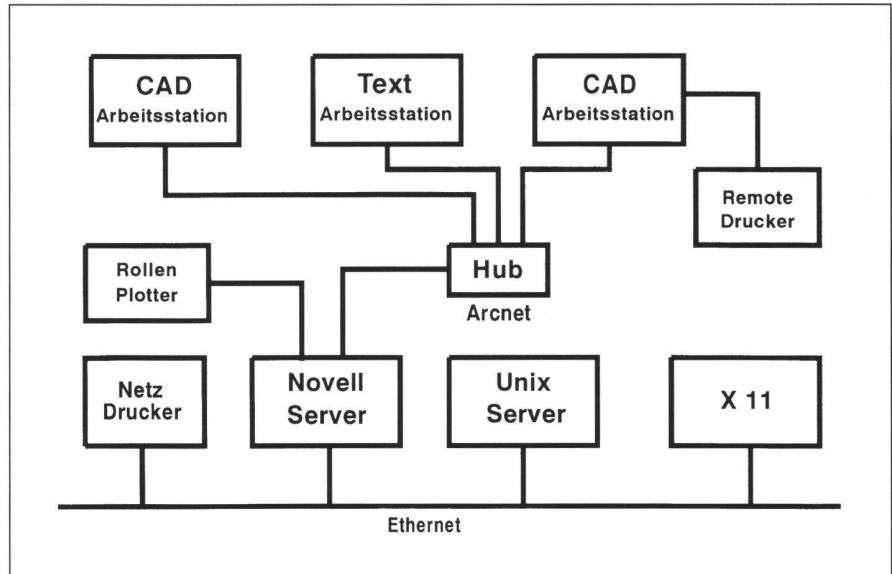 CAD
Arbeitsstation
Text
Arbeitsstation
CAD
Arbeitsstation
Remote
Drucker
Rollen
Plotter
Hub
Arcnet
Netz
Drucker
Novell
Server
Unix
Server
X 11
Ethernet